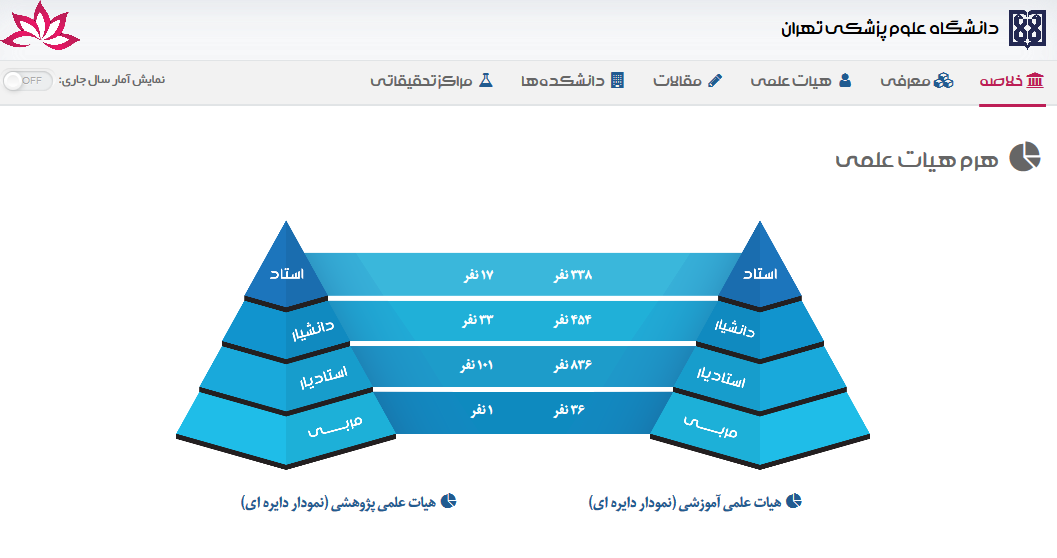 دانشگاه علوم پزشکی تهران
خلاصه معرفی هیات علمی مقالات دانشکده ها مراکز تحقیقاتی
نمایش آمار سال جاری: OFF
هرم هیات علمی
استاد ۳۳۸ نفر ۱۷ نفر استاد
دانشیار ۴۵۴ نفر ۳۳ نفر دانشیار
استادیار ۸۳۶ نفر ۱۰۱ نفر استادیار
مربی ۳۶ نفر ۱ نفر مربی
هیات علمی آموزشی (نمودار دایره ای) هیات علمی پژوهشی (نمودار دایره ای)